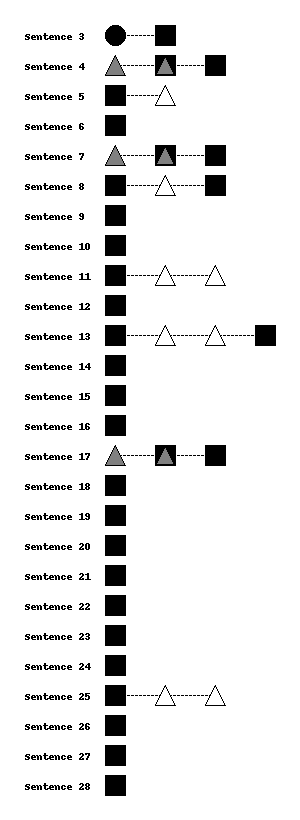 Sentence 3
Sentence 4
Sentence 5
Sentence 6
Sentence 7
Sentence 8
Sentence 9
Sentence 10
Sentence 11
Sentence 12
Sentence 13
Sentence 14
Sentence 15
Sentence 16
Sentence 17
Sentence 18
Sentence 19
Sentence 20
Sentence 21
Sentence 22
Sentence 23
Sentence 24
Sentence 25
Sentence 26
Sentence 27
Sentence 28